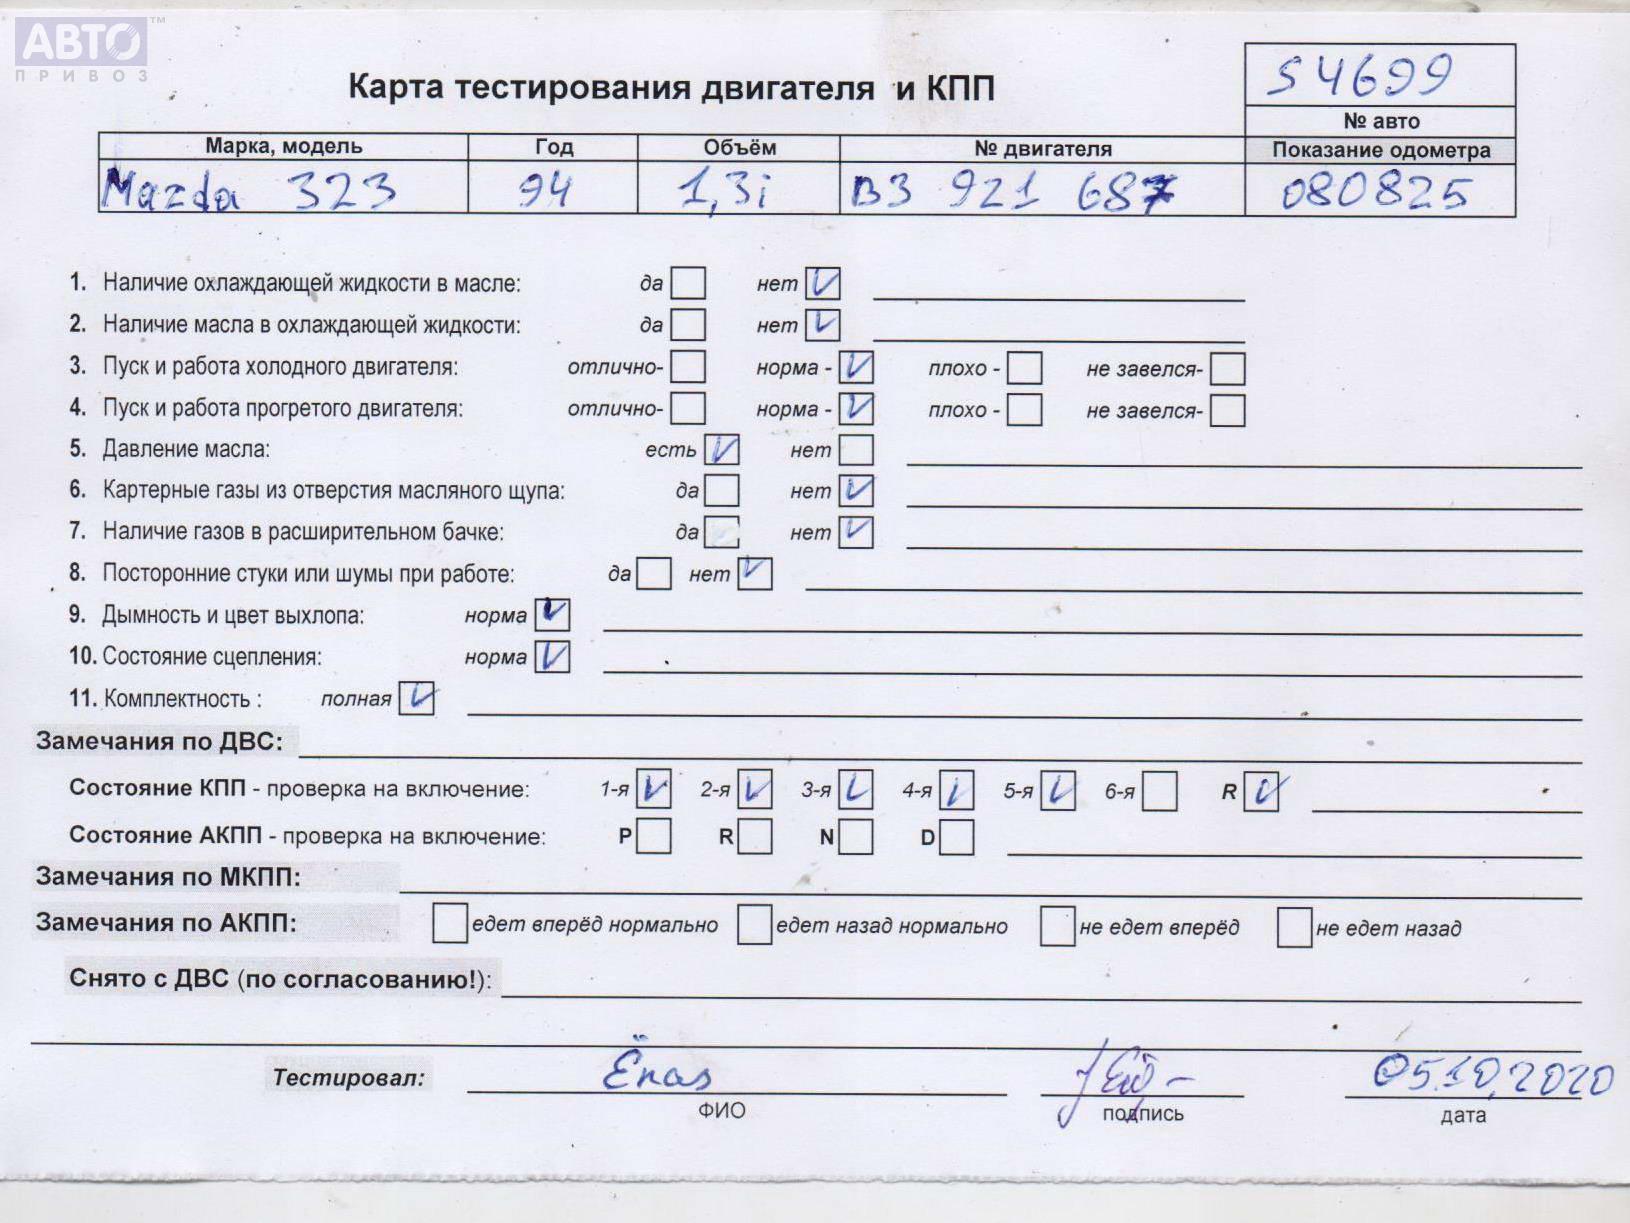 АВТО™
ПРИВОЗ
Карта тестирования двигателя и КПП
54699
№ авто
Марка, модель Год Объём № двигателя Показание одометра
Mazda 323 94 1,3i B3 921 687 080825
1. Наличие охлаждающей жидкости в масле: да нет
2. Наличие масла в охлаждающей жидкости: да нет
3. Пуск и работа холодного двигателя: отлично- норма - плохо - не завелся-
4. Пуск и работа прогретого двигателя: отлично- норма - плохо - не завелся-
5. Давление масла: есть нет
6. Картерные газы из отверстия масляного щупа: да нет
7. Наличие газов в расширительном бачке: да нет
8. Посторонние стуки или шумы при работе: да нет
9. Дымность и цвет выхлопа: норма
10. Состояние сцепления: норма
11. Комплектность : полная
Замечания по ДВС:
Состояние КПП - проверка на включение: 1-я 2-я 3-я 4-я 5-я 6-я R
Состояние АКПП - проверка на включение: P R N D
Замечания по МКПП:
Замечания по АКПП: едет вперёд нормально едет назад нормально не едет вперёд не едет назад
Снято с ДВС (по согласованию!):
Тестировал: 05.10.2020
ФИО подпись дата